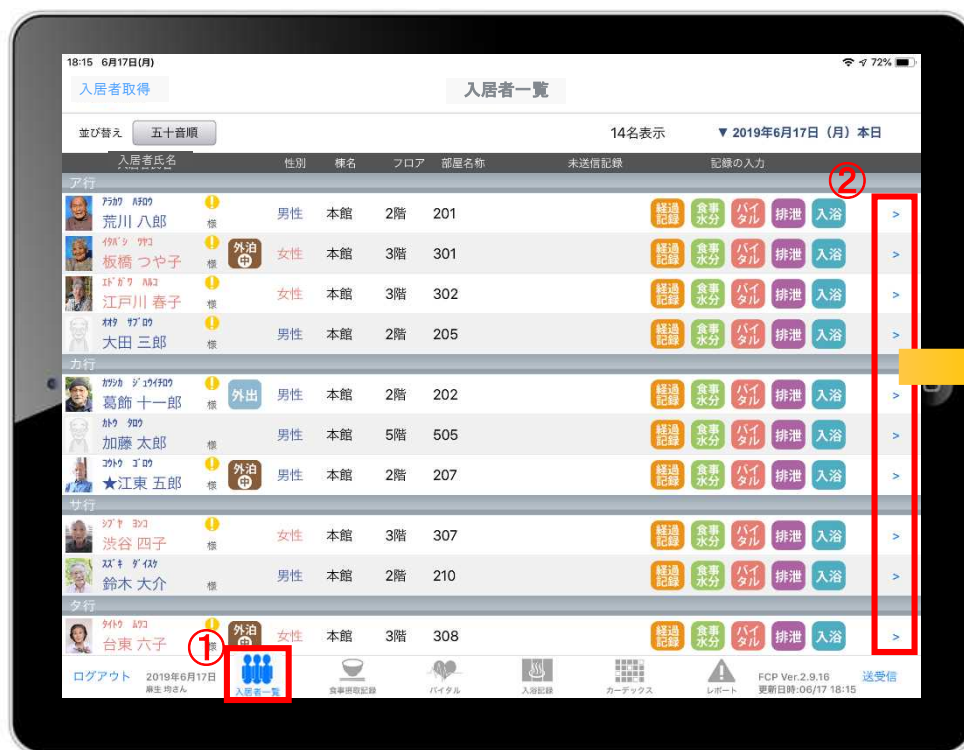 18:15 6月17日(月) 72%
入居者取得 入居者一覧
並び替え 五十音順 14名表示 ▼ 2019年6月17日（月）本日
入居者氏名 性別 棟名 フロア 部屋名称 未送信記録 記録の入力
②
ア行
ｱﾗｶﾜ ﾊﾁﾛｳ
荒川 八郎 様 男性 本館 2階 201 経過記録 食事水分 バイタル 排泄 入浴 >
ｲﾀﾊﾞｼ ﾂﾔｺ
板橋 つや子 様 外泊中 女性 本館 3階 301 経過記録 食事水分 バイタル 排泄 入浴 >
ｴﾄﾞｶﾞﾜ ﾊﾙｺ
江戸川 春子 様 女性 本館 3階 302 経過記録 食事水分 バイタル 排泄 入浴 >
ｵｵﾀ ｻﾌﾞﾛｳ
大田 三郎 様 男性 本館 2階 205 経過記録 食事水分 バイタル 排泄 入浴 >
カ行
ｶﾂｼｶ ｼﾞｭｳｲﾁﾛｳ
葛飾 十一郎 様 外出 男性 本館 2階 202 経過記録 食事水分 バイタル 排泄 入浴 >
ｶﾄｳ ﾀﾛｳ
加藤 太郎 様 男性 本館 5階 505 経過記録 食事水分 バイタル 排泄 入浴 >
ｺｳﾄｳ ｺﾞﾛｳ
★江東 五郎 様 外泊中 男性 本館 2階 207 経過記録 食事水分 バイタル 排泄 入浴 >
サ行
ｼﾌﾞﾔ ﾖﾝｺ
渋谷 四子 様 女性 本館 3階 307 経過記録 食事水分 バイタル 排泄 入浴 >
ｽｽﾞｷ ﾀﾞｲｽｹ
鈴木 大介 様 男性 本館 2階 210 経過記録 食事水分 バイタル 排泄 入浴 >
タ行
ﾀｲﾄｳ ﾑﾂｺ
台東 六子 様 外泊中 女性 本館 3階 308 経過記録 食事水分 バイタル 排泄 入浴 >
①
ログアウト 2019年6月17日 麻生 均さん
入居者一覧 食事摂取記録 バイタル 入浴記録 カーデックス レポート
FCP Ver.2.9.16
更新日時:06/17 18:15
送受信